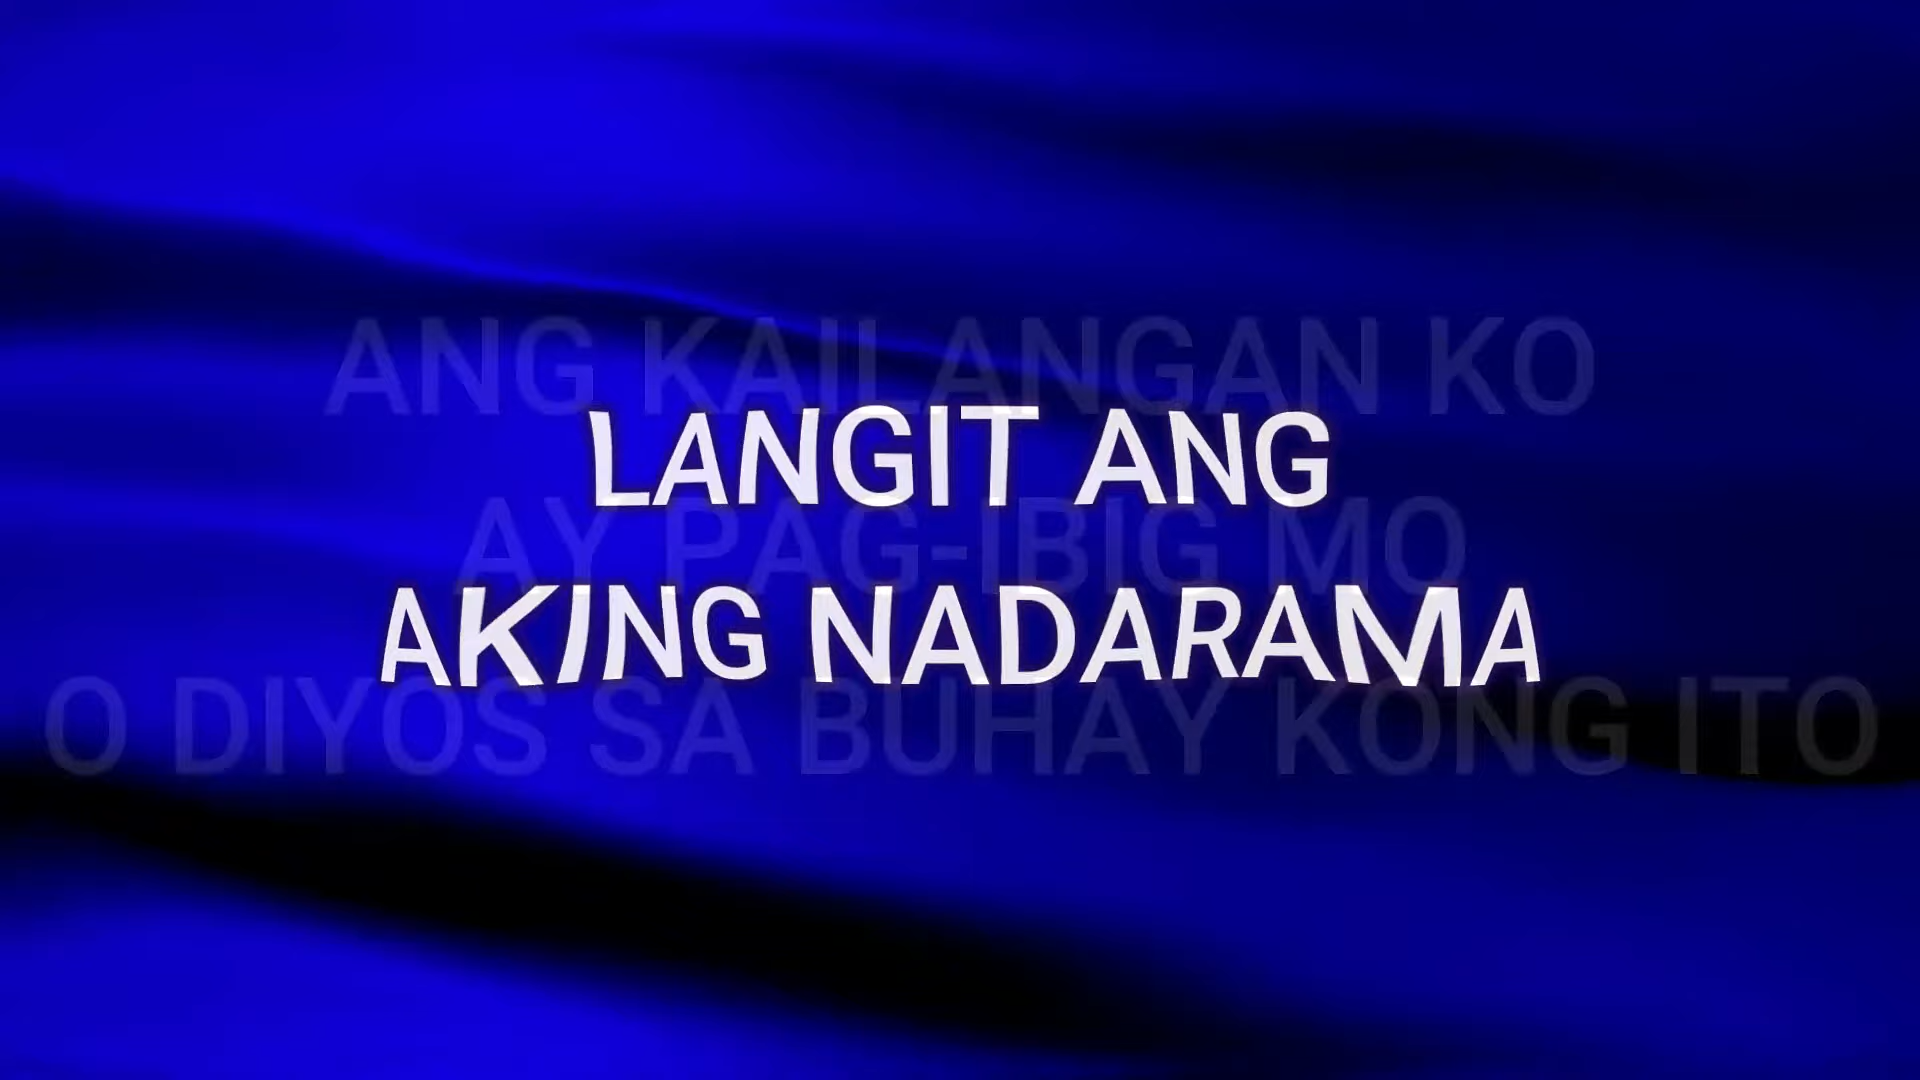 ANG KAILANGAN KO
LANGIT ANG
AY PAG-IBIG MO
AKING NADARAMA
O DIYOS SA BUHAY KONG ITO